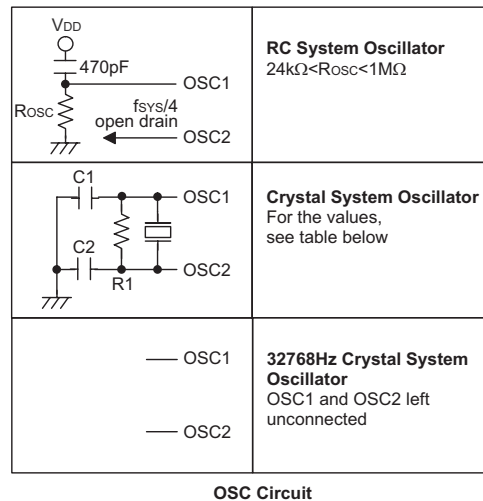 VDD
470pF
OSC1
ROSC
fSYS/4
open drain
OSC2
RC System Oscillator
24kΩ<ROSC<1MΩ
C1
OSC1
C2
R1
OSC2
Crystal System Oscillator
For the values,
see table below
OSC1
OSC2
32768Hz Crystal System
Oscillator
OSC1 and OSC2 left
unconnected
OSC Circuit